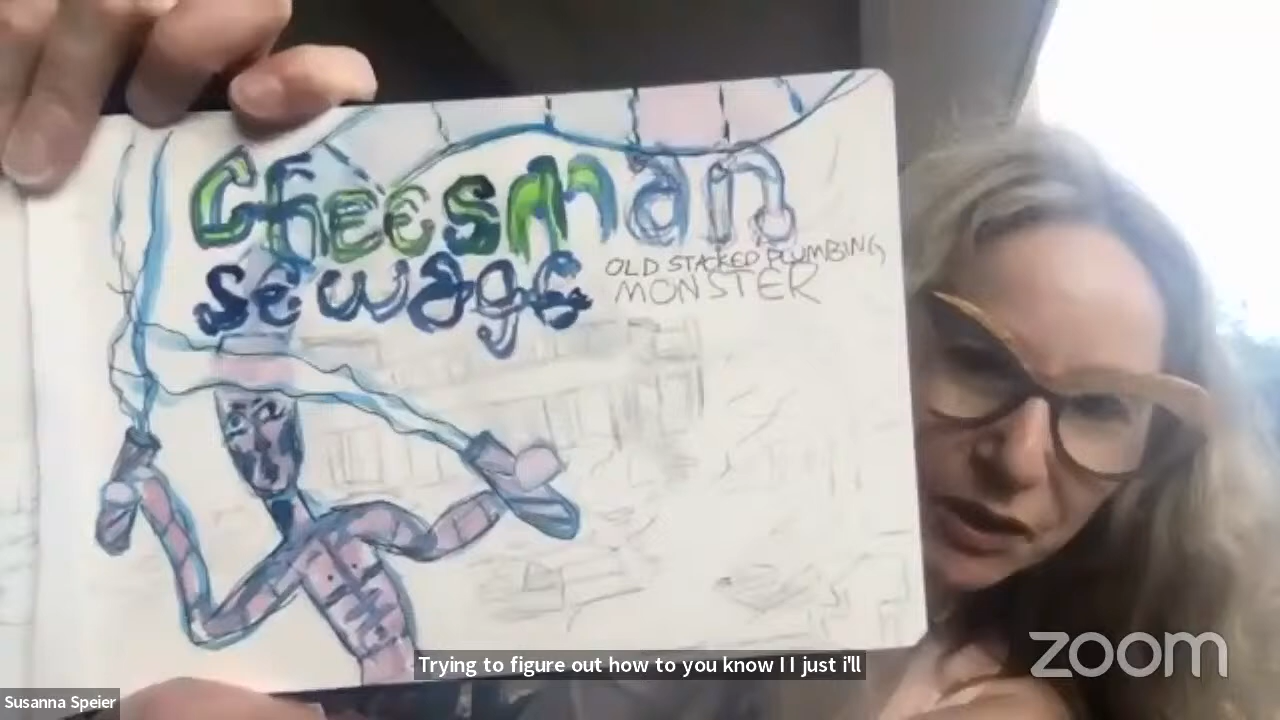 Cheesman
sewage
OLD STACKED PLUMBING
MONSTER
Trying to figure out how to you know I I just i'll
zoom
Susanna Speier